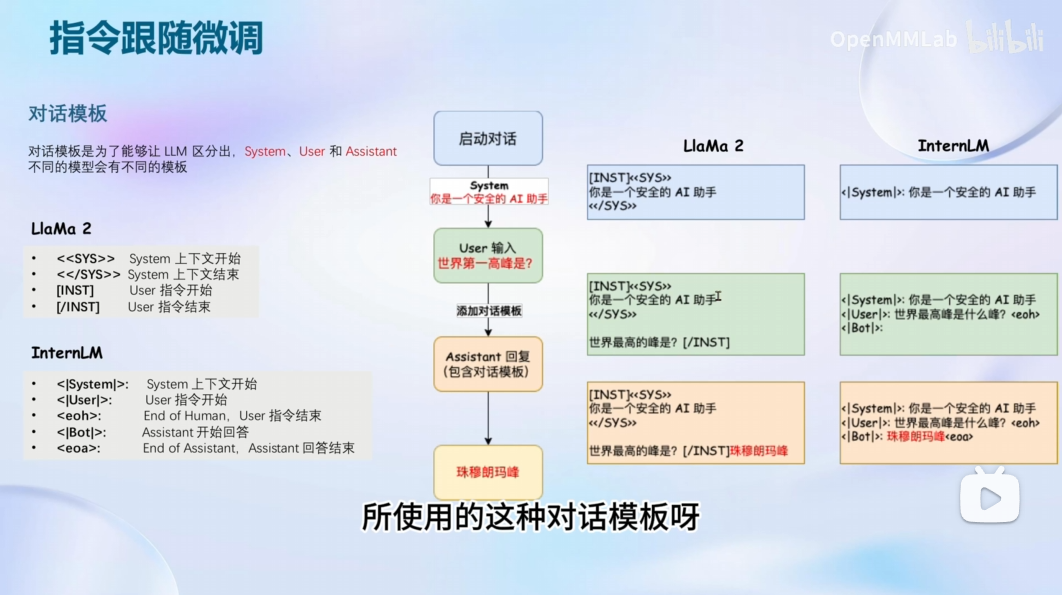 指令跟随微调
OpenMMLab bilibili
对话模板
对话模板是为了能够让 LLM 区分出，System、User 和 Assistant
不同的模型会有不同的模板
LlaMa 2
• <<SYS>> System 上下文开始
• <</SYS>> System 上下文结束
• [INST] User 指令开始
• [/INST] User 指令结束
InternLM
• <|System|>: System 上下文开始
• <|User|>: User 指令开始
• <eoh>: End of Human，User 指令结束
• <|Bot|>: Assistant 开始回答
• <eoa>: End of Assistant，Assistant 回答结束
启动对话
System
你是一个安全的 AI 助手
User 输入
世界第一高峰是?
添加对话模板
Assistant 回复
(包含对话模板)
珠穆朗玛峰
LlaMa 2
[INST]<<SYS>>
你是一个安全的 AI 助手
<</SYS>>
[INST]<<SYS>>
你是一个安全的 AI 助手
<</SYS>>
世界最高的峰是? [/INST]
[INST]<<SYS>>
你是一个安全的 AI 助手
<</SYS>>
世界最高的峰是? [/INST]珠穆朗玛峰
InternLM
<|System|>: 你是一个安全的 AI 助手
<|System|>: 你是一个安全的 AI 助手
<|User|>: 世界最高峰是什么峰? <eoh>
<|Bot|>:
<|System|>: 你是一个安全的 AI 助手
<|User|>: 世界最高峰是什么峰? <eoh>
<|Bot|>: 珠穆朗玛峰<eoa>
所使用的这种对话模板呀